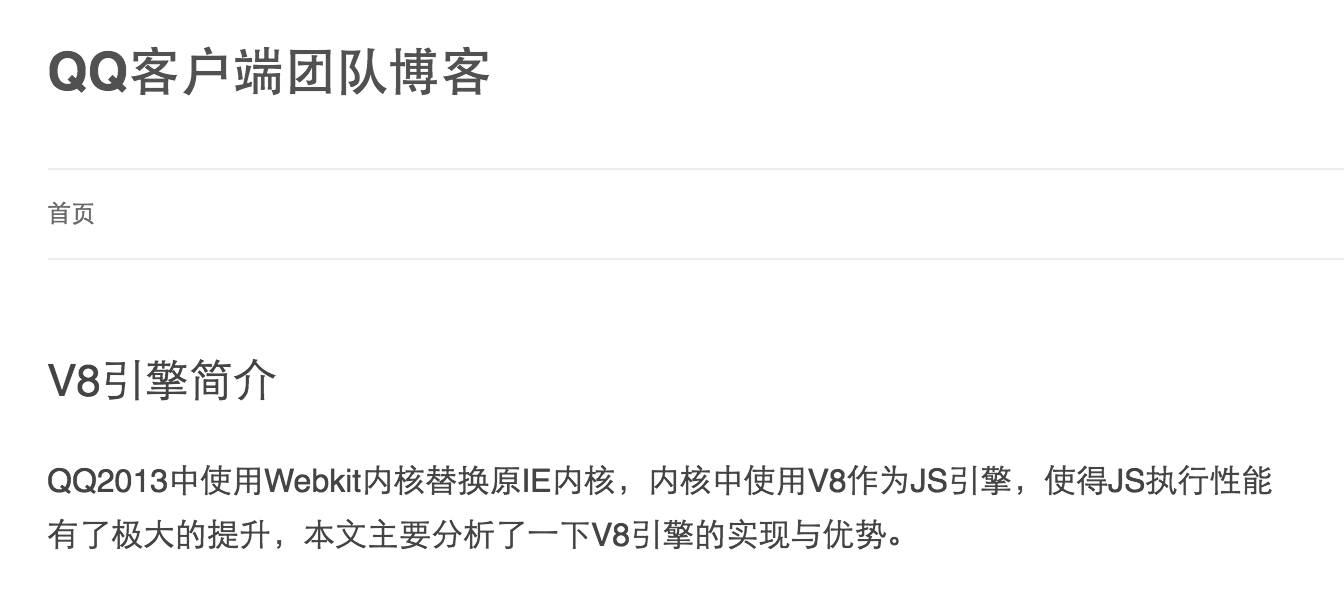 QQ客户端团队博客
首页
V8引擎简介
QQ2013中使用Webkit内核替换原IE内核，内核中使用V8作为JS引擎，使得JS执行性能
有了极大的提升，本文主要分析了一下V8引擎的实现与优势。